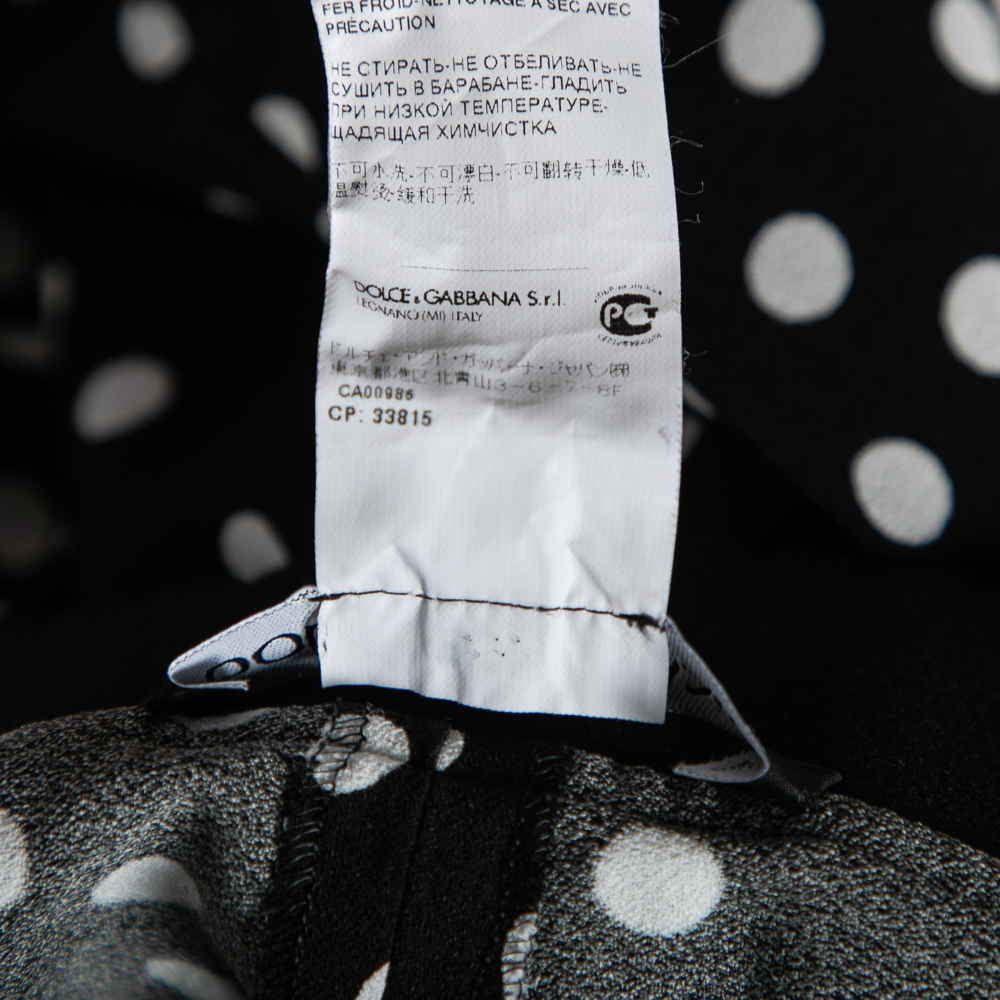 FER FROID-NETTOYAGE À SEC AVEC
PRÉCAUTION
НЕ СТИРАТЬ-НЕ ОТБЕЛИВАТЬ-НЕ
СУШИТЬ В БАРАБАНЕ-ГЛАДИТЬ
ПРИ НИЗКОЙ ТЕМПЕРАТУРЕ-
ЩАДЯЩАЯ ХИМЧИСТКА
不可水洗-不可漂白-不可翻转干燥-低
温熨烫-缓和干洗
DOLCE & GABBANA S.r.l.
LEGNANO (MI) ITALY
РСТ
ドルチェ・アンド・ガッバーナ・ジャパン㈱
東京都港区北青山3-6-7-8F
CA00985
CP: 33815